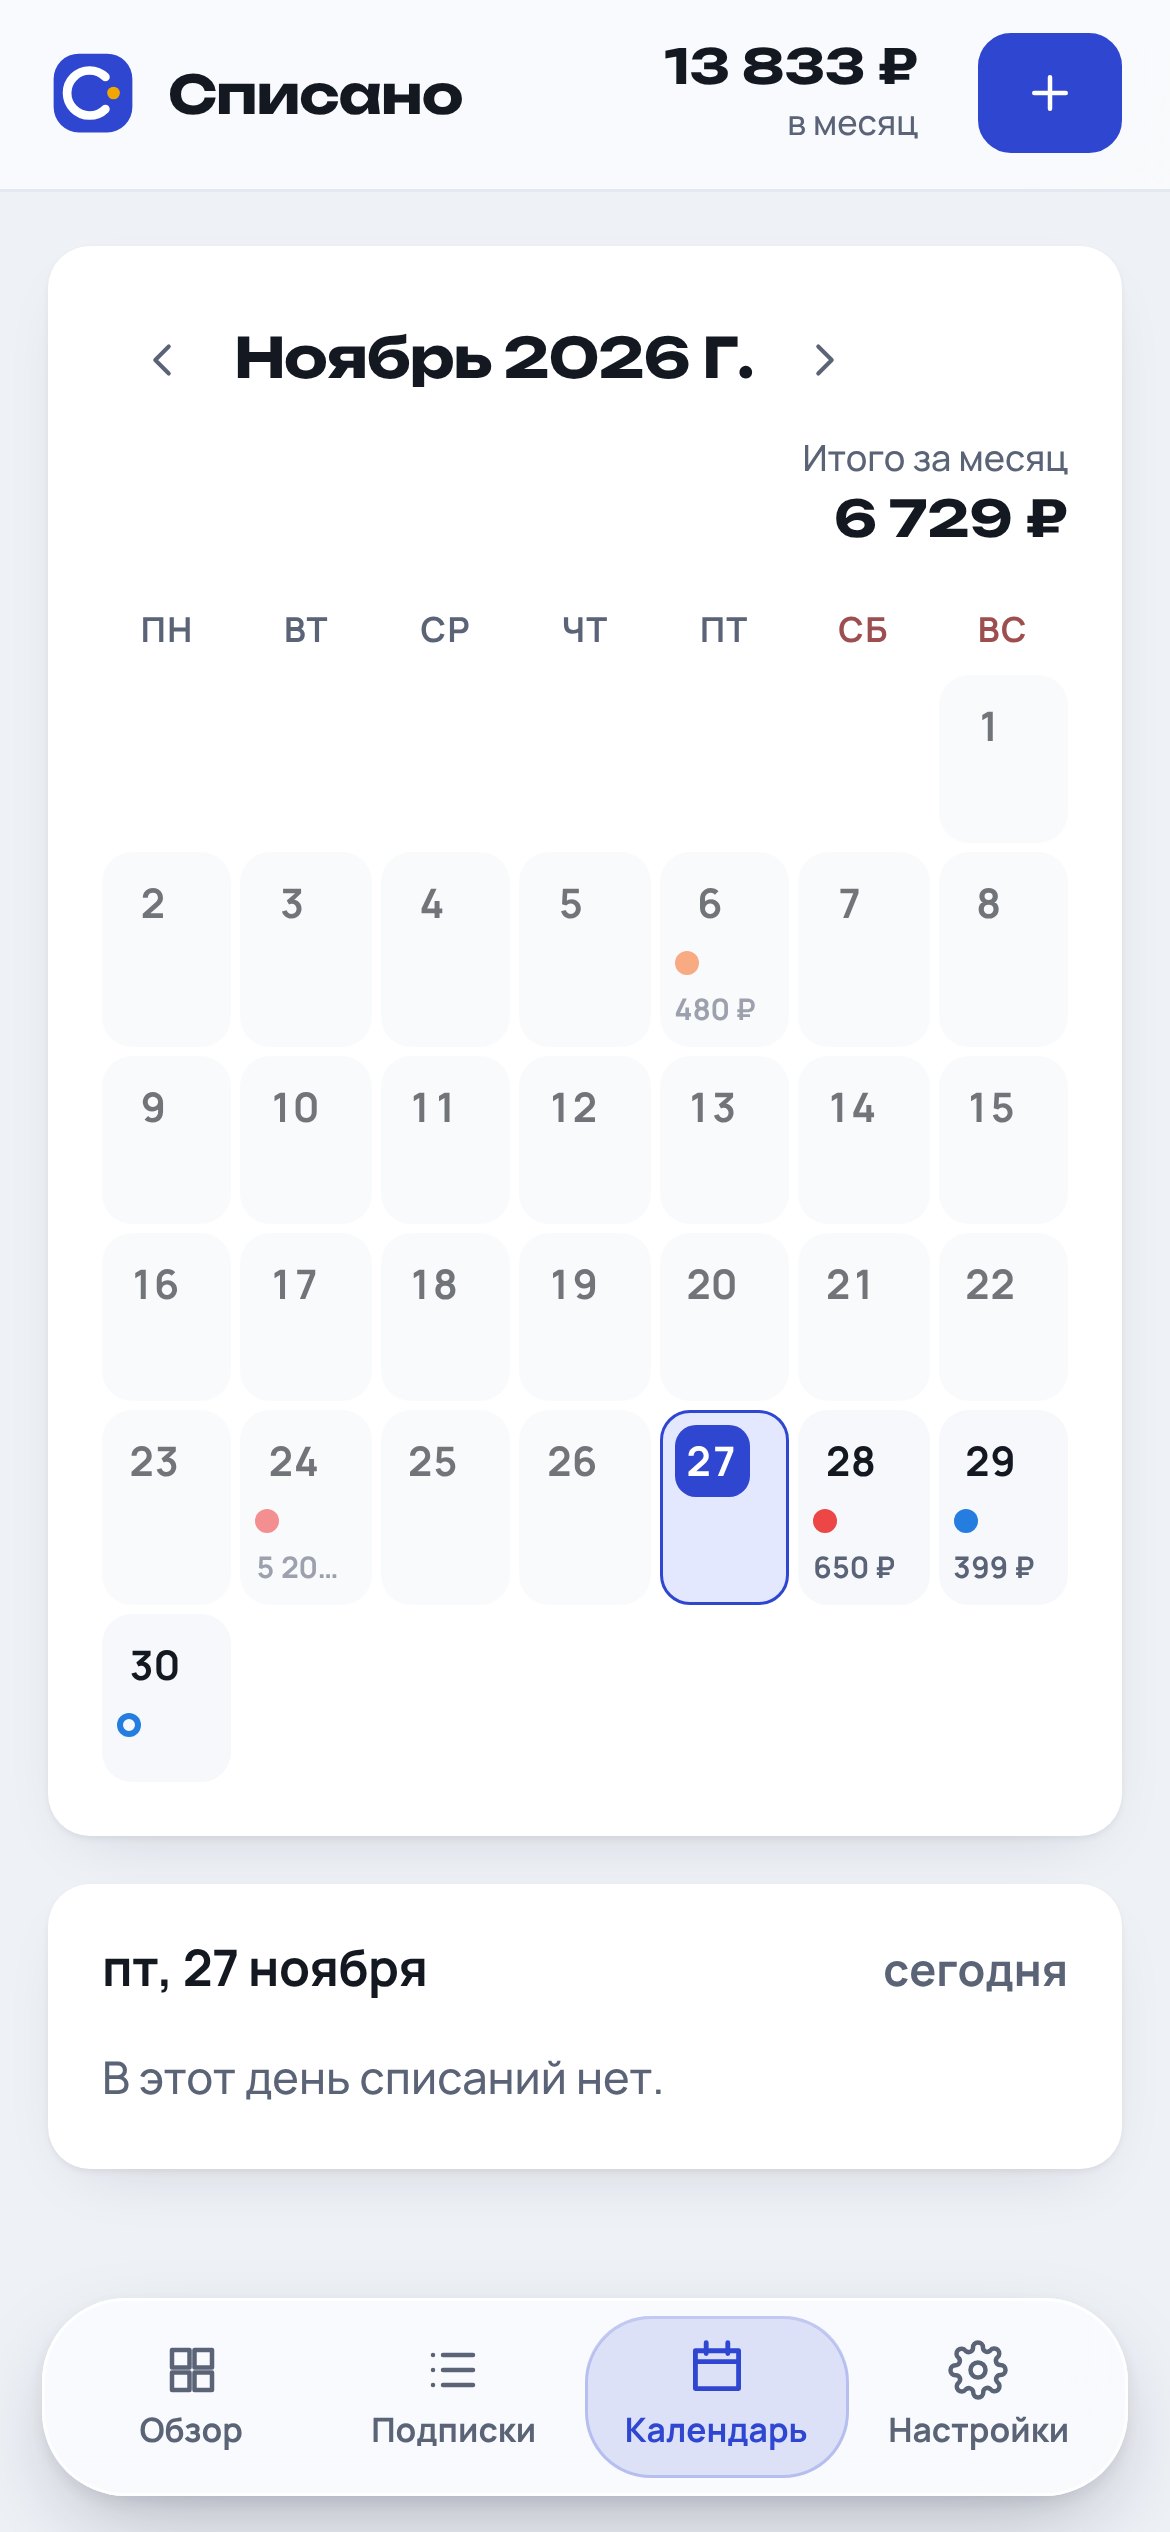 Списано
13 833 ₽
в месяц
Ноябрь 2026 Г.
Итого за месяц
6 729 ₽
ПН ВТ СР ЧТ ПТ СБ ВС
1
2 3 4 5 6 7 8
480 ₽
9 10 11 12 13 14 15
16 17 18 19 20 21 22
23 24 25 26 27 28 29
5 20... 650 ₽ 399 ₽
30
пт, 27 ноября
сегодня
В этот день списаний нет.
Обзор Подписки Календарь Настройки